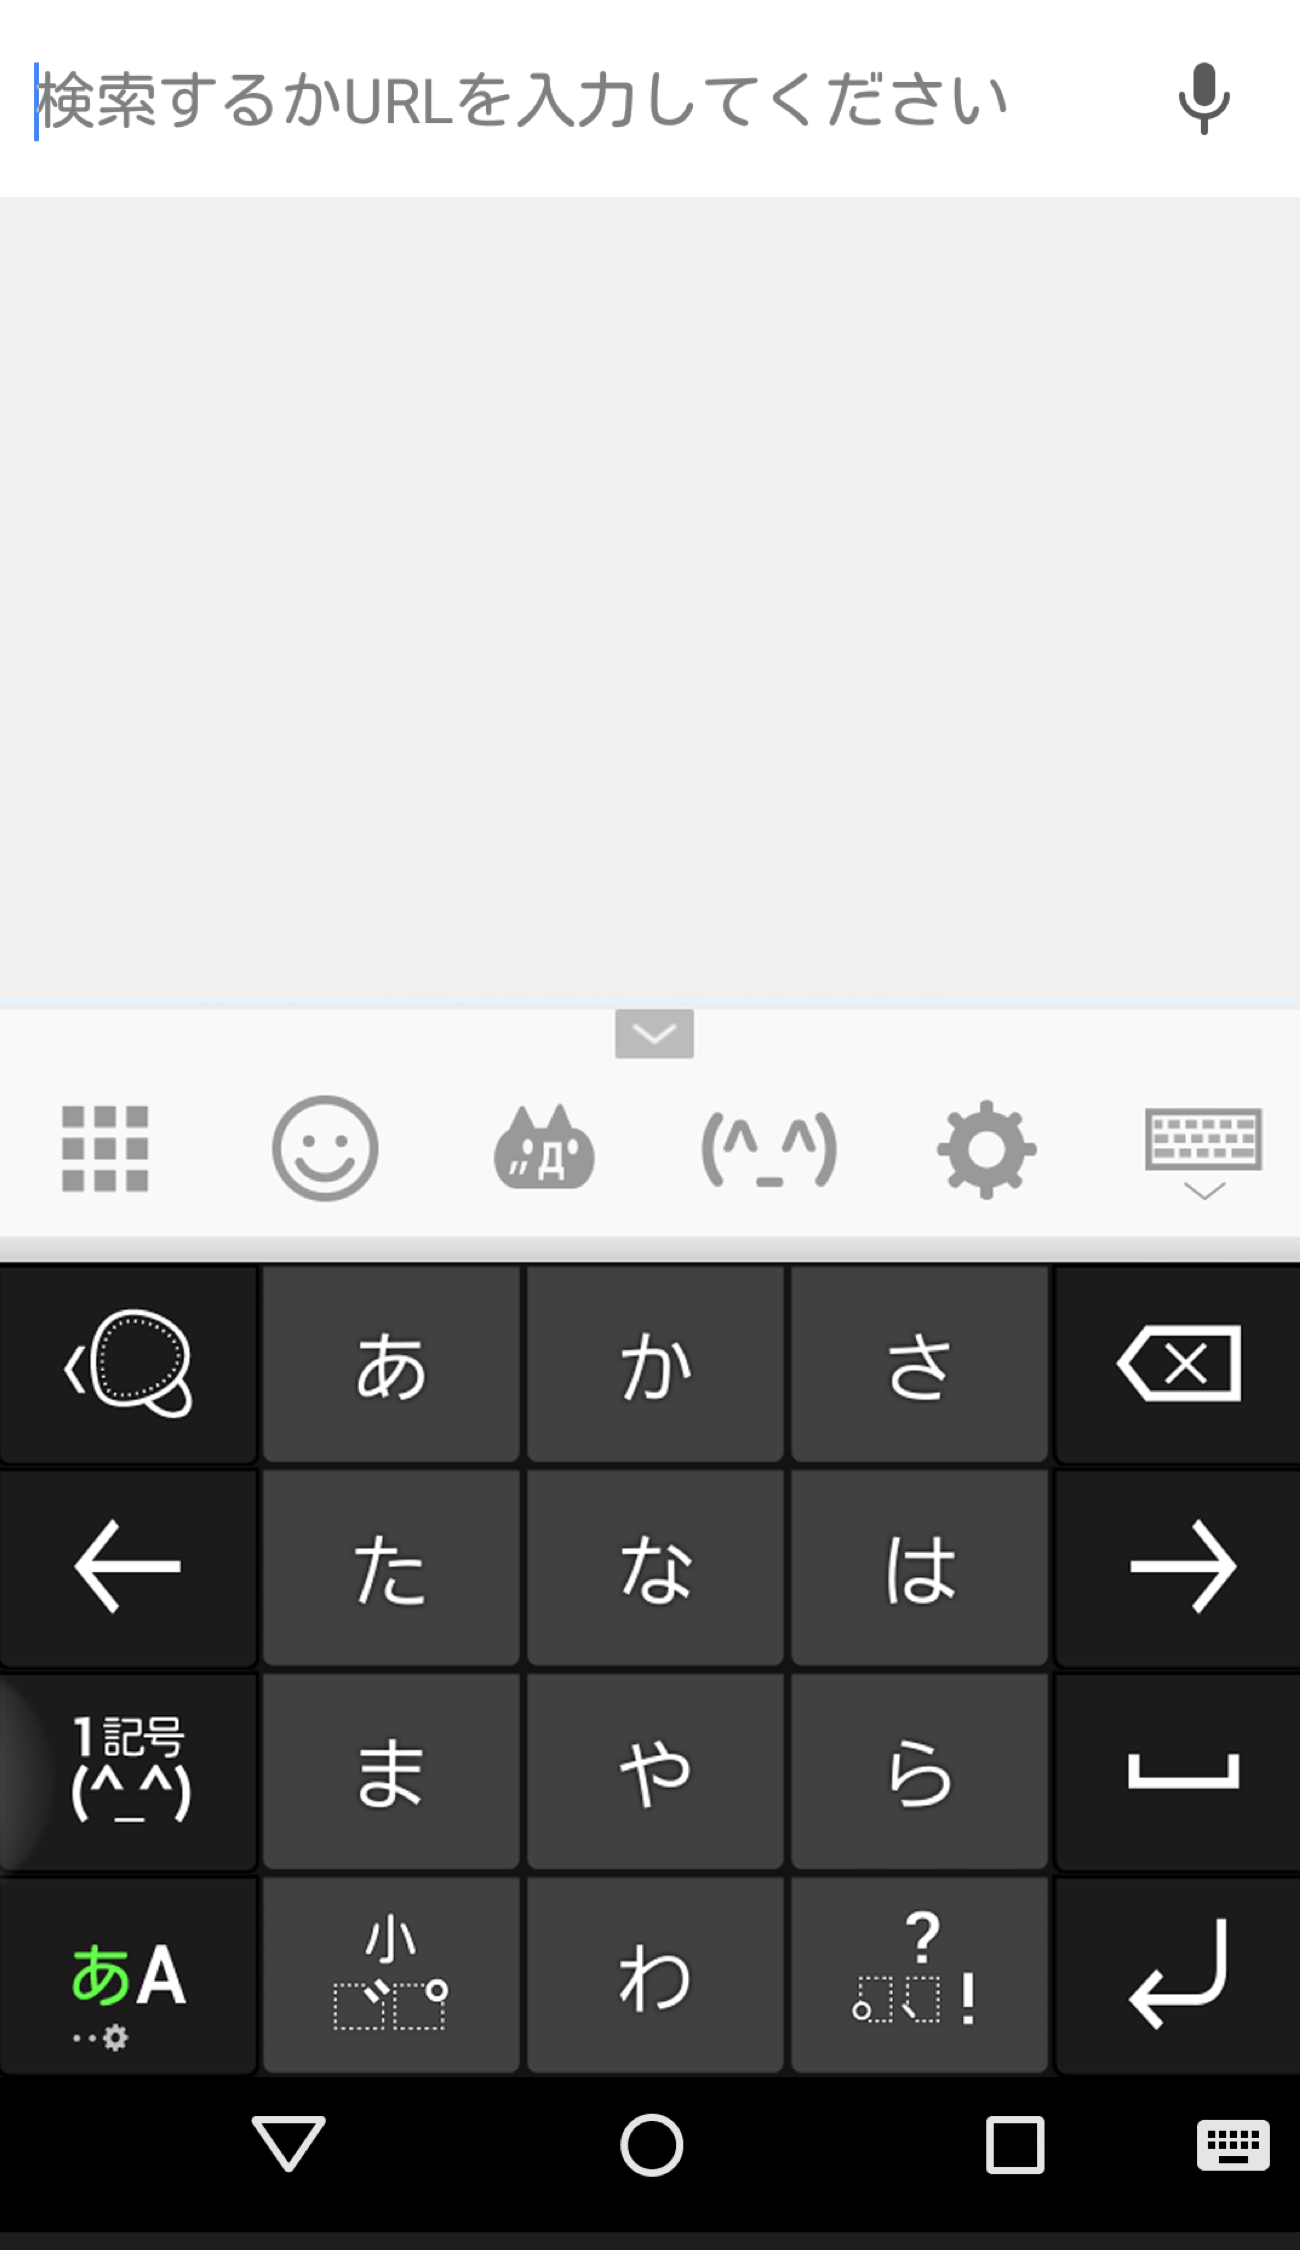 検索するかURLを入力してください
(^_^)
あ か さ
た な は
1記号 ま や ら
(^_^)
あA 小 わ ?
゛゜ 。、!